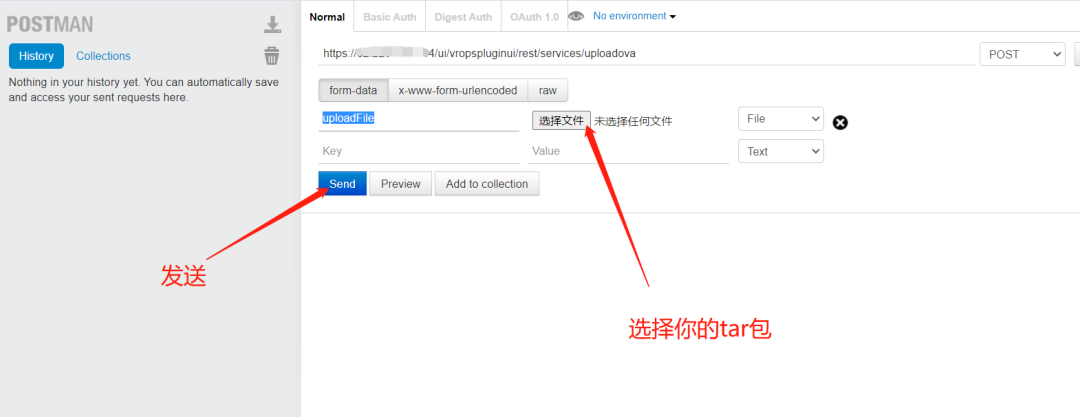 POSTMAN
History Collections
Nothing in your history yet. You can automatically save
and access your sent requests here.
Normal Basic Auth Digest Auth OAuth 1.0 No environment
https:// 4/ui/vropspluginui/rest/services/uploadova POST
form-data x-www-form-urlencoded raw
uploadFile 选择文件 未选择任何文件 File
Key Value Text
Send Preview Add to collection
发送
选择你的tar包